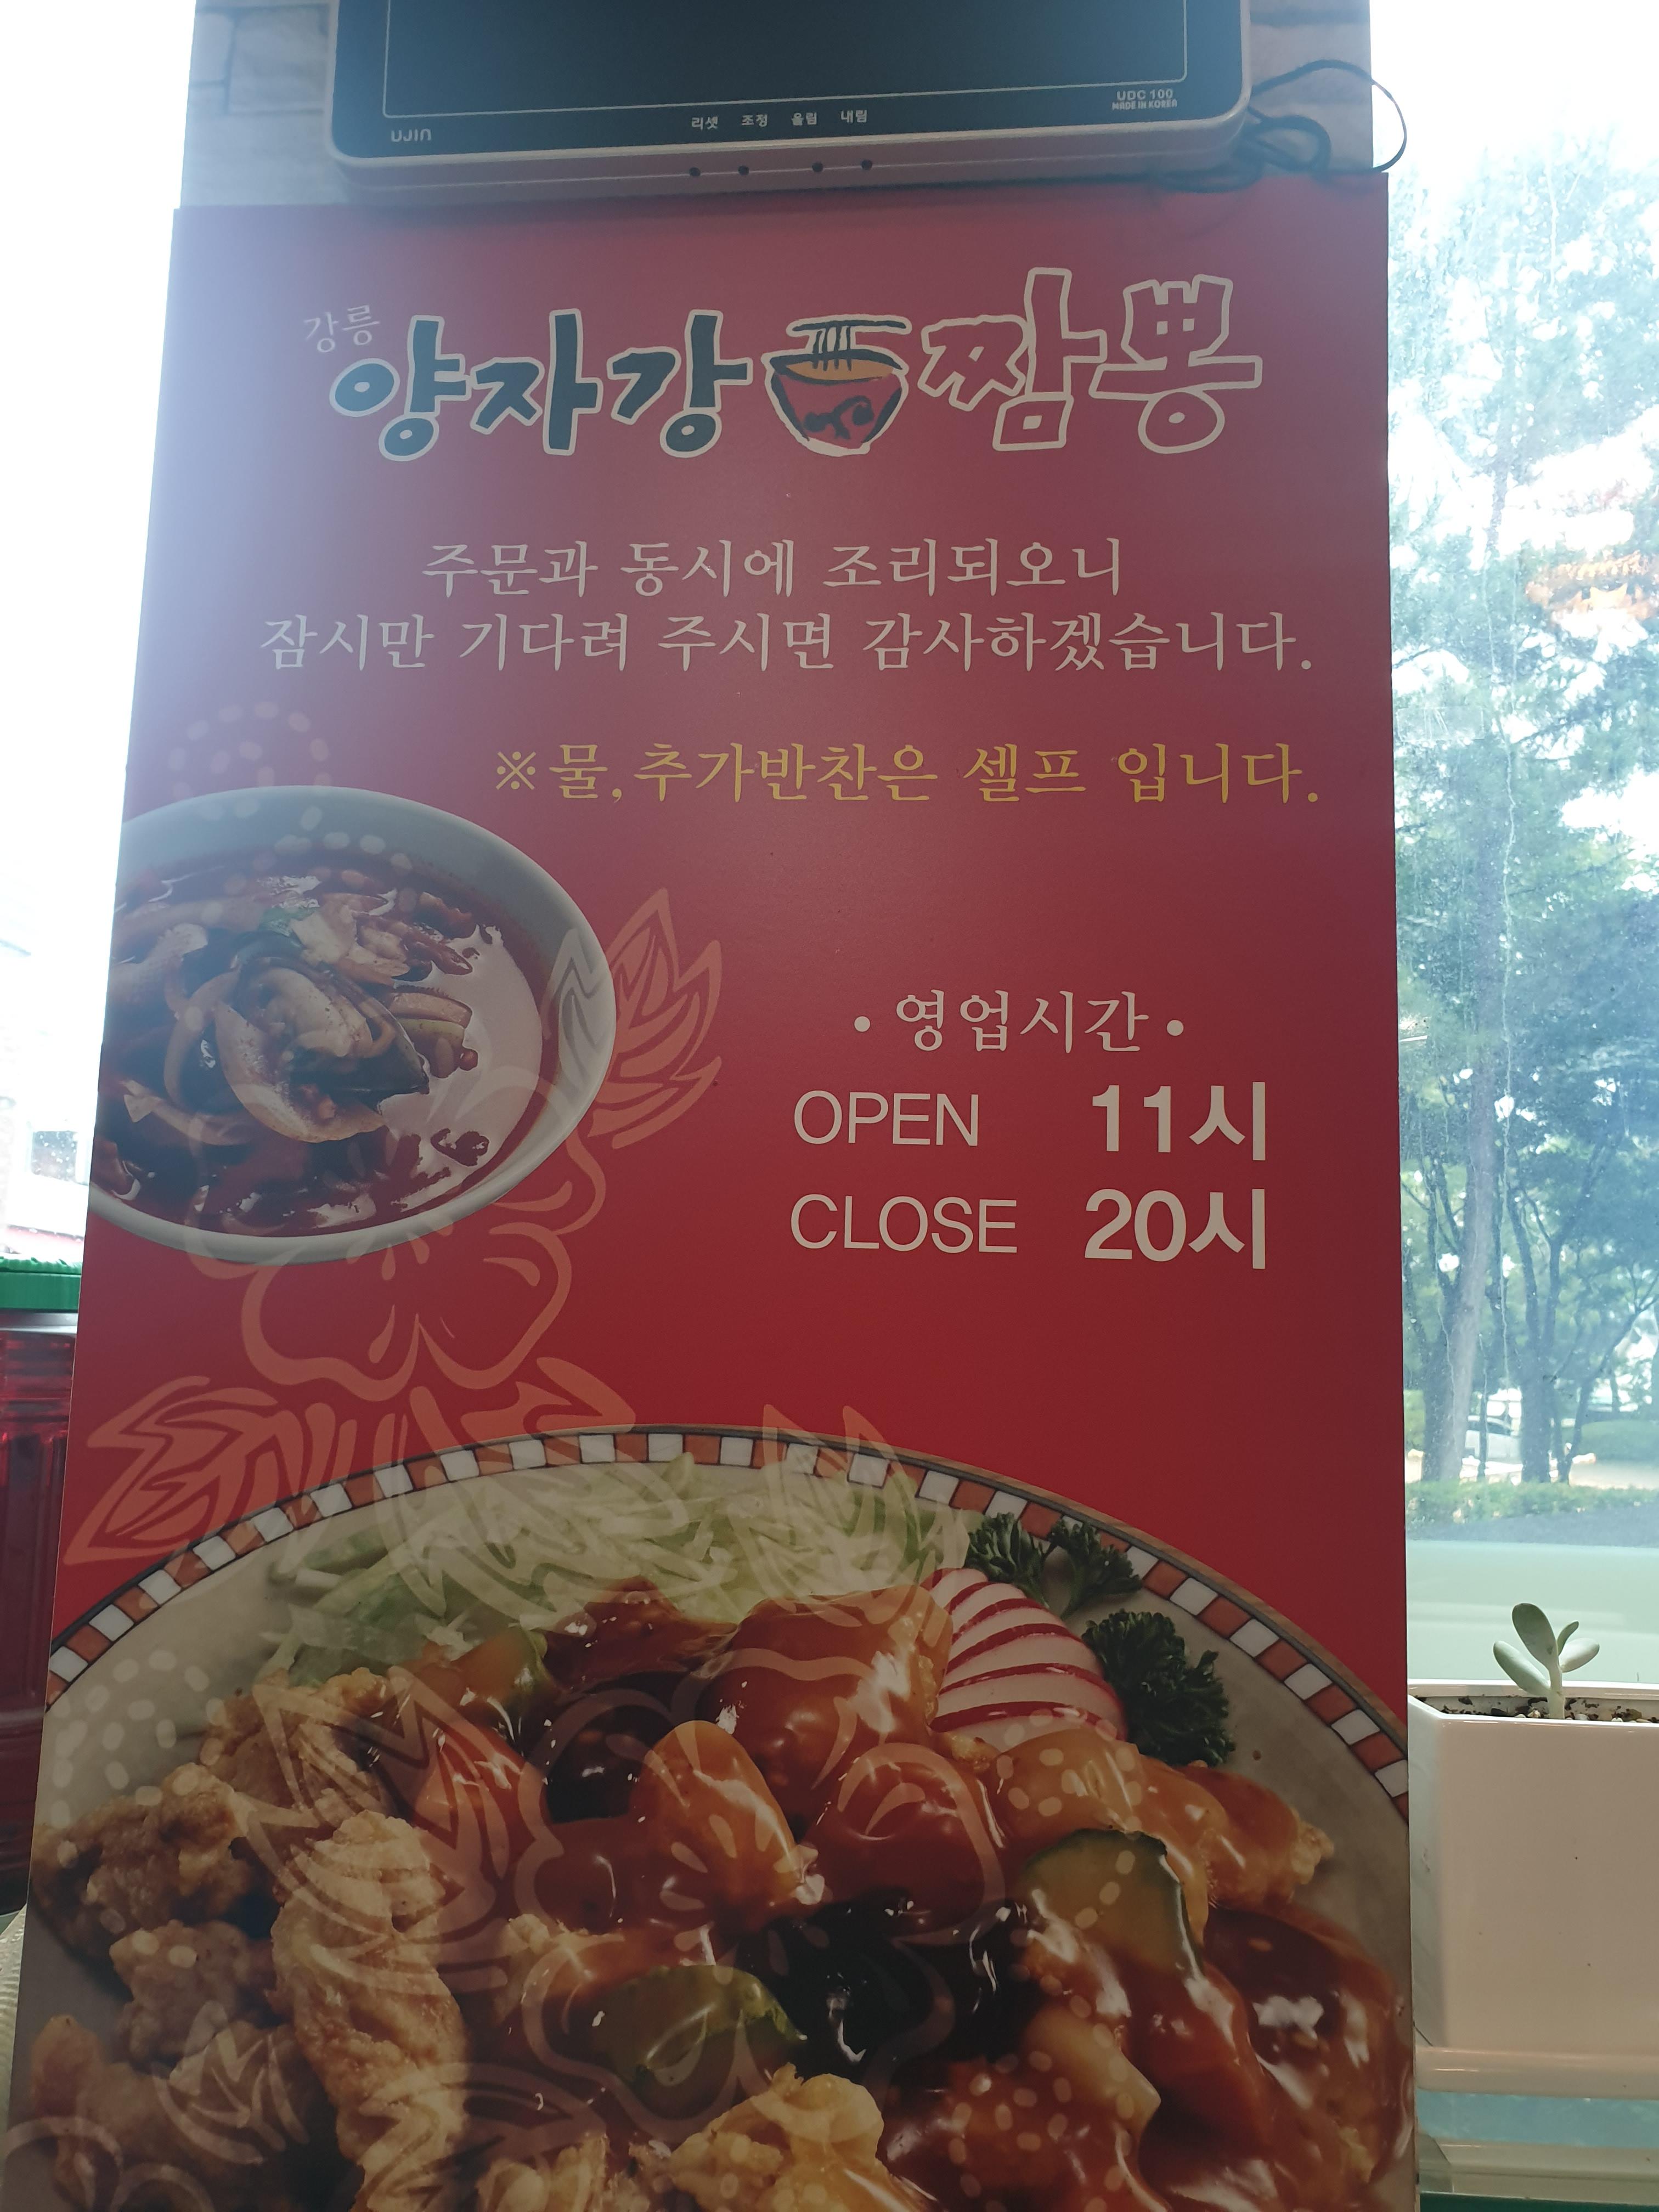 UJIN
리셋 조정 올림 내림
UDC 100
MADE IN KOREA
강릉
양자강 짬뽕
주문과 동시에 조리되오니
잠시만 기다려 주시면 감사하겠습니다.
※물,추가반찬은 셀프 입니다.
•영업시간•
OPEN 11시
CLOSE 20시